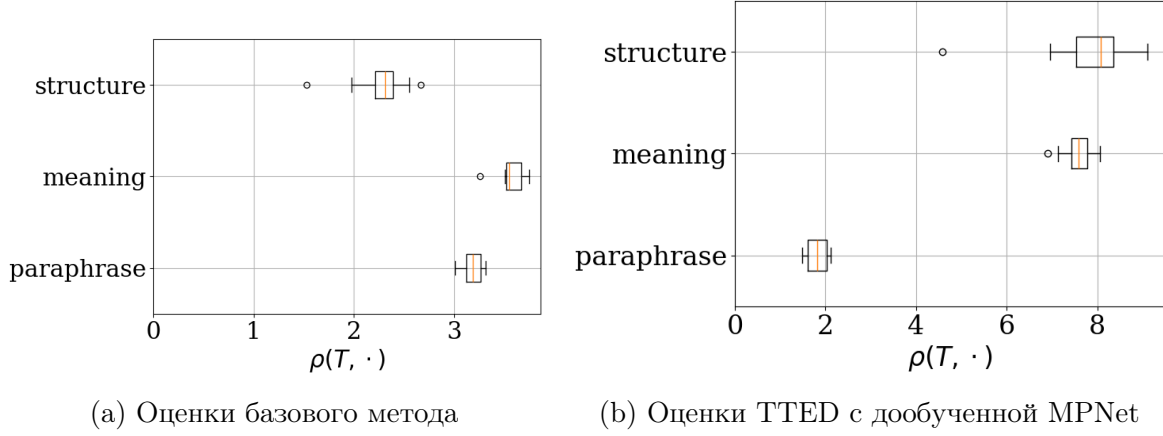 structure
meaning
paraphrase
0 1 2 3
ρ(T, ·)
(a) Оценки базового метода
structure
meaning
paraphrase
0 2 4 6 8
ρ(T, ·)
(b) Оценки TTED с дообученной MPNet